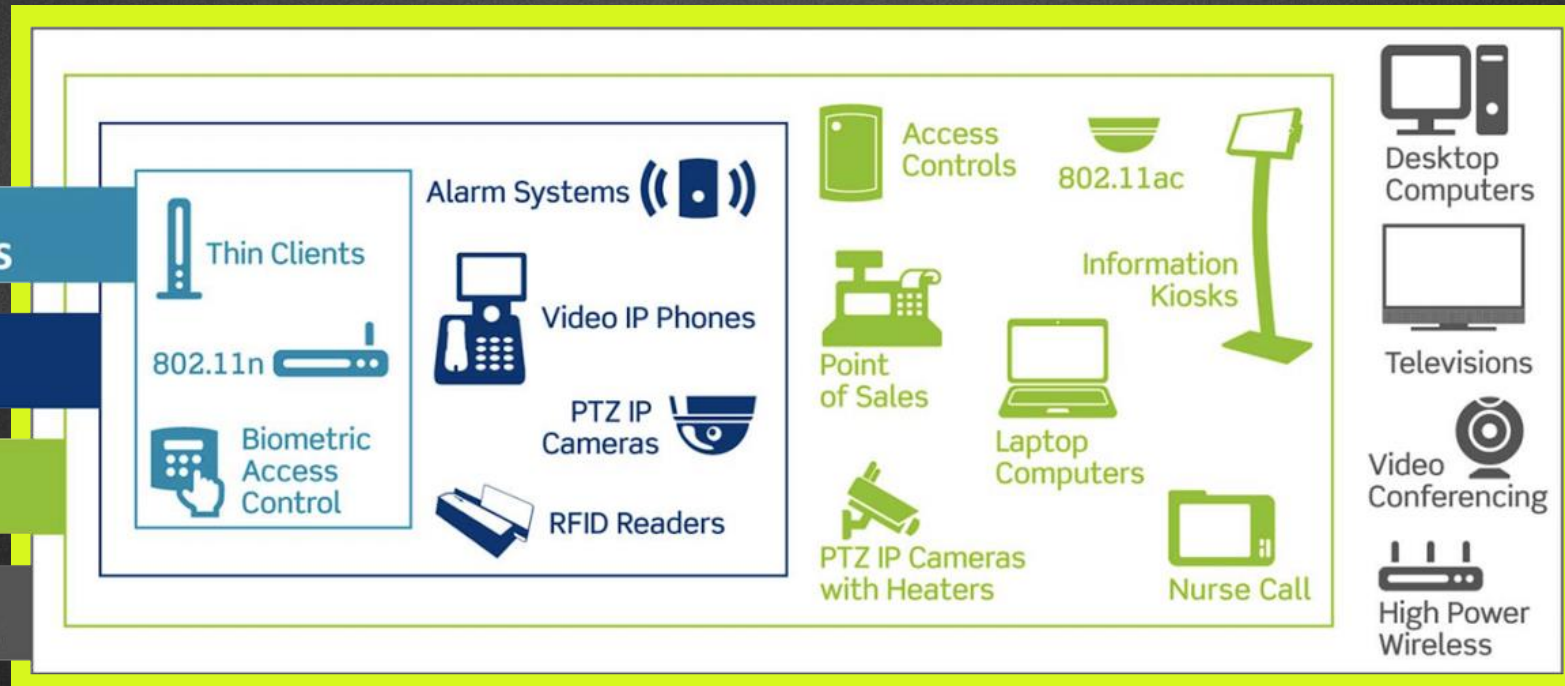 S
Thin Clients
802.11n
Biometric
Access
Control
Alarm Systems
Video IP Phones
PTZ IP
Cameras
RFID Readers
Access
Controls
802.11ac
Information
Kiosks
Point
of Sales
Laptop
Computers
PTZ IP Cameras
with Heaters
Nurse Call
Desktop
Computers
Televisions
Video
Conferencing
High Power
Wireless